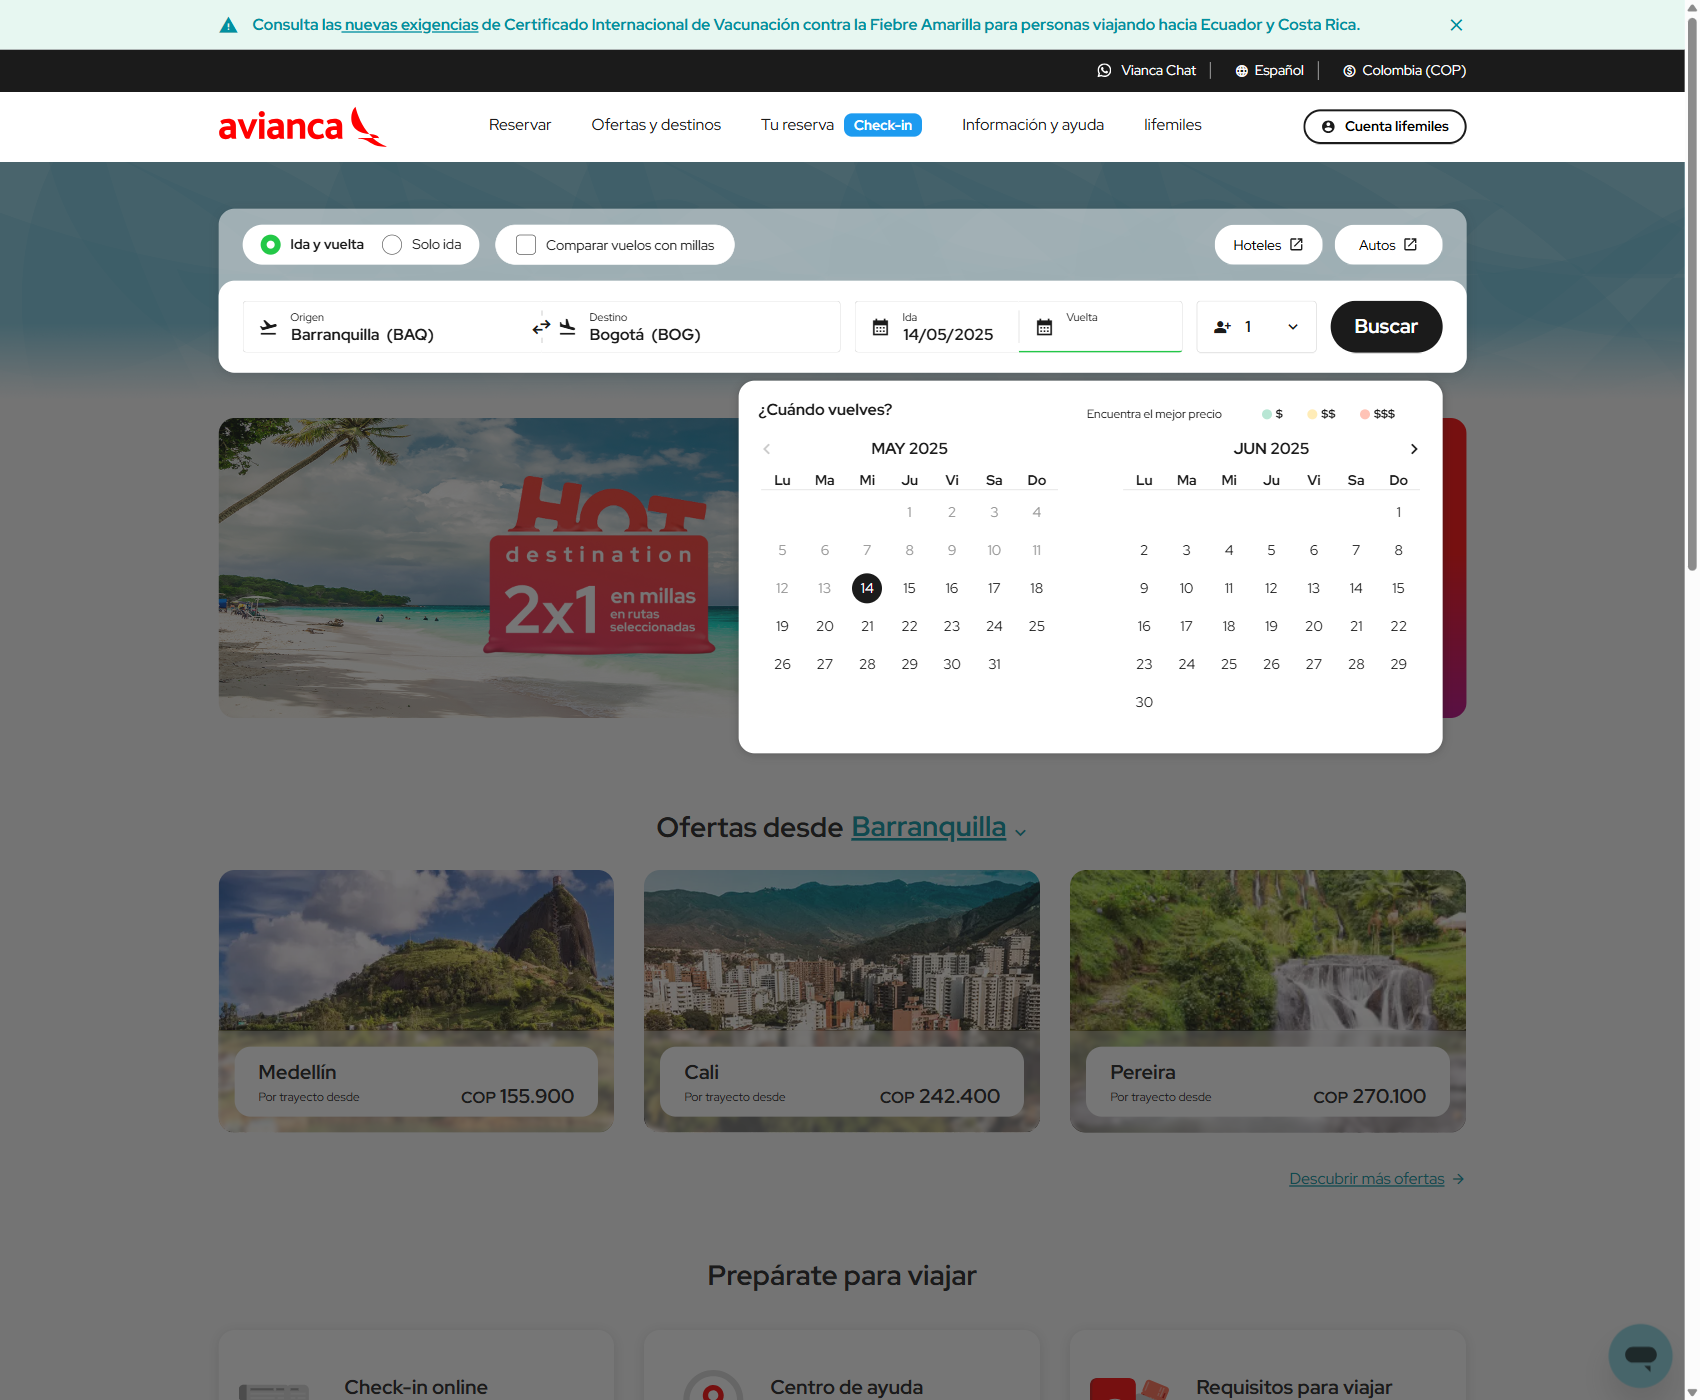 Consulta las nuevas exigencias de Certificado Internacional de Vacunación contra la Fiebre Amarilla para personas viajando hacia Ecuador y Costa Rica.
Vianca Chat
Español
Colombia (COP)
avianca
Reservar
Ofertas y destinos
Tu reserva
Check-in
Información y ayuda
lifemiles
Cuenta lifemiles
Ida y vuelta
Solo ida
Comparar vuelos con millas
Hoteles
Autos
Origen
Barranquilla (BAQ)
Destino
Bogotá (BOG)
Ida
14/05/2025
Vuelta
1
Buscar
¿Cuándo vuelves?
Encuentra el mejor precio
$
$$
$$$
MAY 2025
Lu Ma Mi Ju Vi Sa Do
1 2 3 4
5 6 7 8 9 10 11
12 13 14 15 16 17 18
19 20 21 22 23 24 25
26 27 28 29 30 31
JUN 2025
Lu Ma Mi Ju Vi Sa Do
1
2 3 4 5 6 7 8
9 10 11 12 13 14 15
16 17 18 19 20 21 22
23 24 25 26 27 28 29
30
HOT
destination
2x1
en millas
en rutas
seleccionadas
Ofertas desde Barranquilla
Medellín
Por trayecto desde
COP 155.900
Cali
Por trayecto desde
COP 242.400
Pereira
Por trayecto desde
COP 270.100
Descubrir más ofertas
Prepárate para viajar
Check-in online
Centro de ayuda
Requisitos para viajar